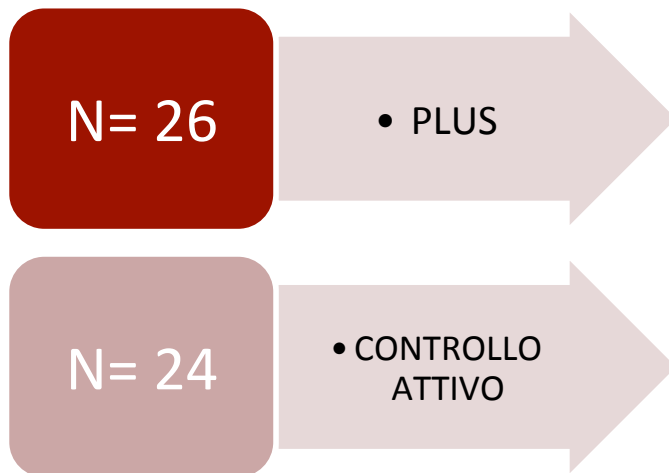 N= 26
• PLUS
N= 24
• CONTROLLO
ATTIVO